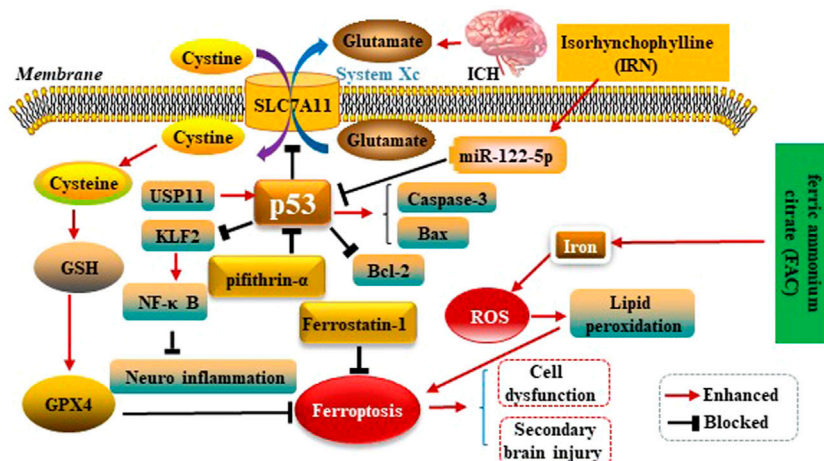 Cystine
Glutamate
Isorhynchophylline
(IRN)
Membrane
System Xc
ICH
SLC7A11
Cystine
Glutamate
miR-122-5p
Cysteine
USP11
p53
Caspase-3
ferric ammonium
citrate (FAC)
KLF2
Bax
Iron
GSH
pifithrin-α
Bcl-2
NF-κ B
ROS
Lipid
peroxidation
Ferrostatin-1
Neuro inflammation
Cell
dysfunction
Enhanced
GPX4
Ferroptosis
Blocked
Secondary
brain injury